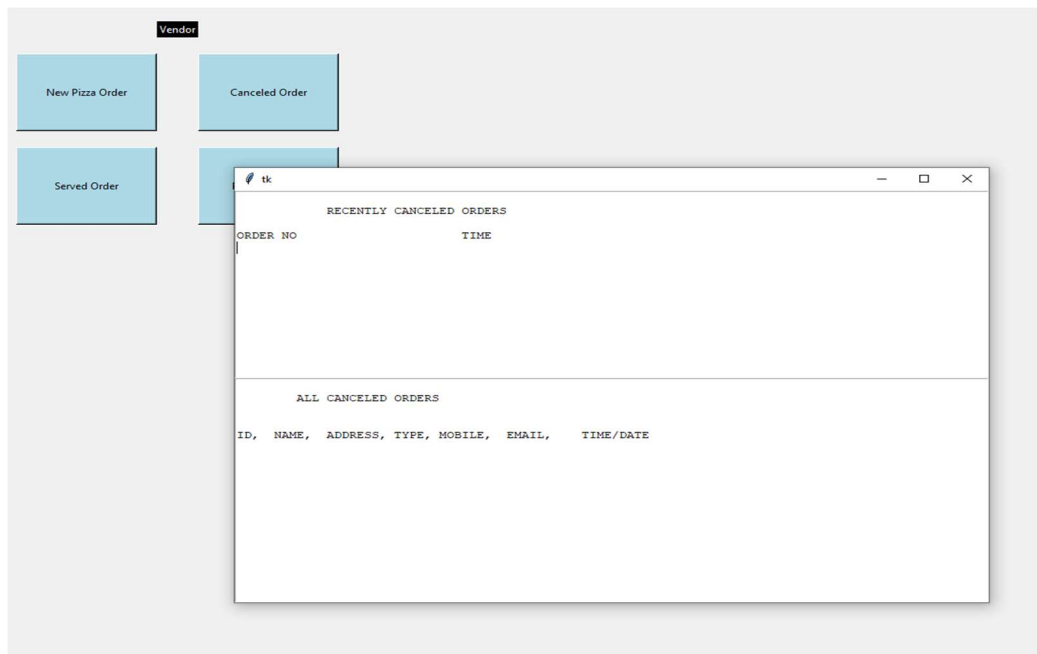 Vendor
New Pizza Order
Canceled Order
Served Order
tk
RECENTLY CANCELED ORDERS
ORDER NO TIME
ALL CANCELED ORDERS
ID, NAME, ADDRESS, TYPE, MOBILE, EMAIL, TIME/DATE